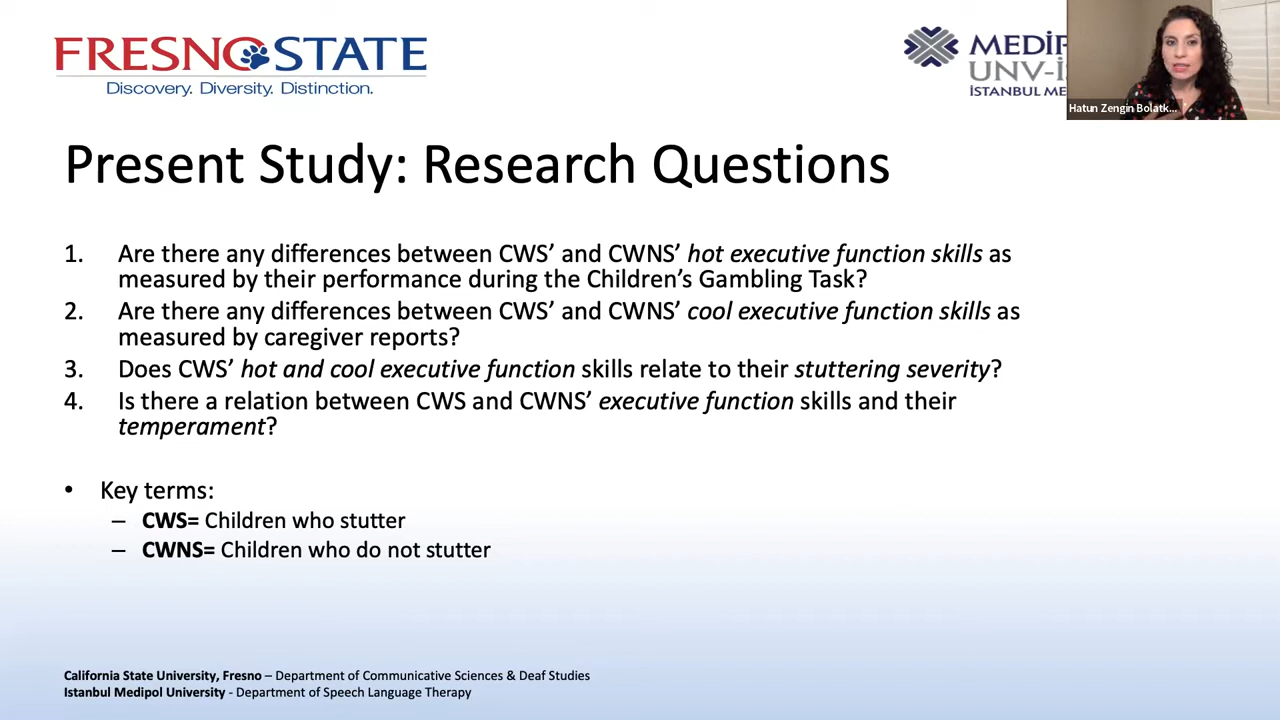 FRESNO STATE
Discovery. Diversity. Distinction.
UNV-
İSTANBUL
Hatun Zengin Bolatk...
Present Study: Research Questions
1. Are there any differences between CWS’ and CWNS’ hot executive function skills as
measured by their performance during the Children’s Gambling Task?
2. Are there any differences between CWS’ and CWNS’ cool executive function skills as
measured by caregiver reports?
3. Does CWS’ hot and cool executive function skills relate to their stuttering severity?
4. Is there a relation between CWS and CWNS’ executive function skills and their
temperament?
• Key terms:
– CWS= Children who stutter
– CWNS= Children who do not stutter
California State University, Fresno – Department of Communicative Sciences & Deaf Studies
Istanbul Medipol University - Department of Speech Language Therapy